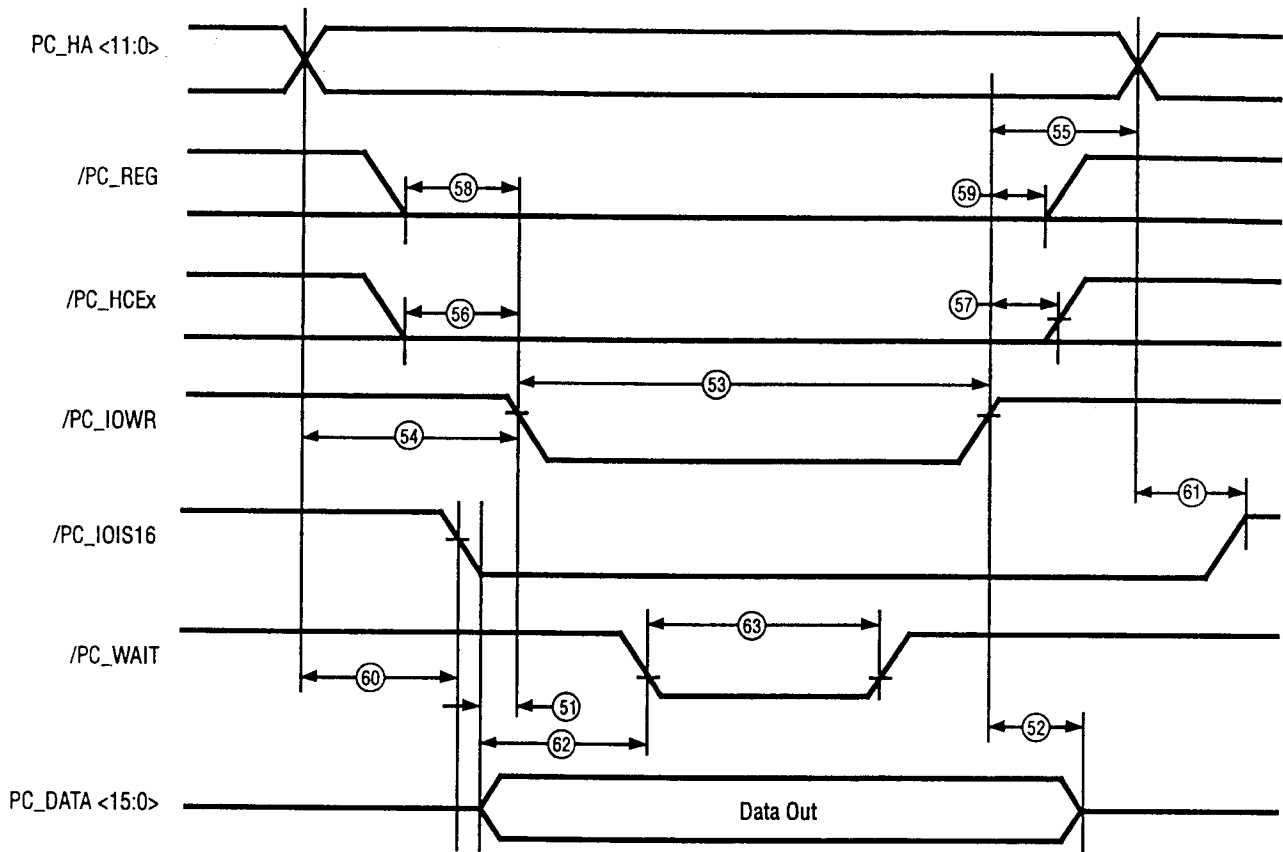 PC_HA <11:0>
55
/PC_REG
58
59
/PC_HCEx
56
57
53
/PC_IOWR
54
61
/PC_IOIS16
63
/PC_WAIT
60
51
62
52
PC_DATA <15:0>
Data Out